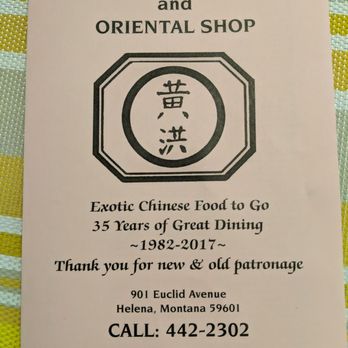 and
ORIENTAL SHOP
黄
洪
Exotic Chinese Food to Go
35 Years of Great Dining
~1982-2017~
Thank you for new & old patronage
901 Euclid Avenue
Helena, Montana 59601
CALL: 442-2302